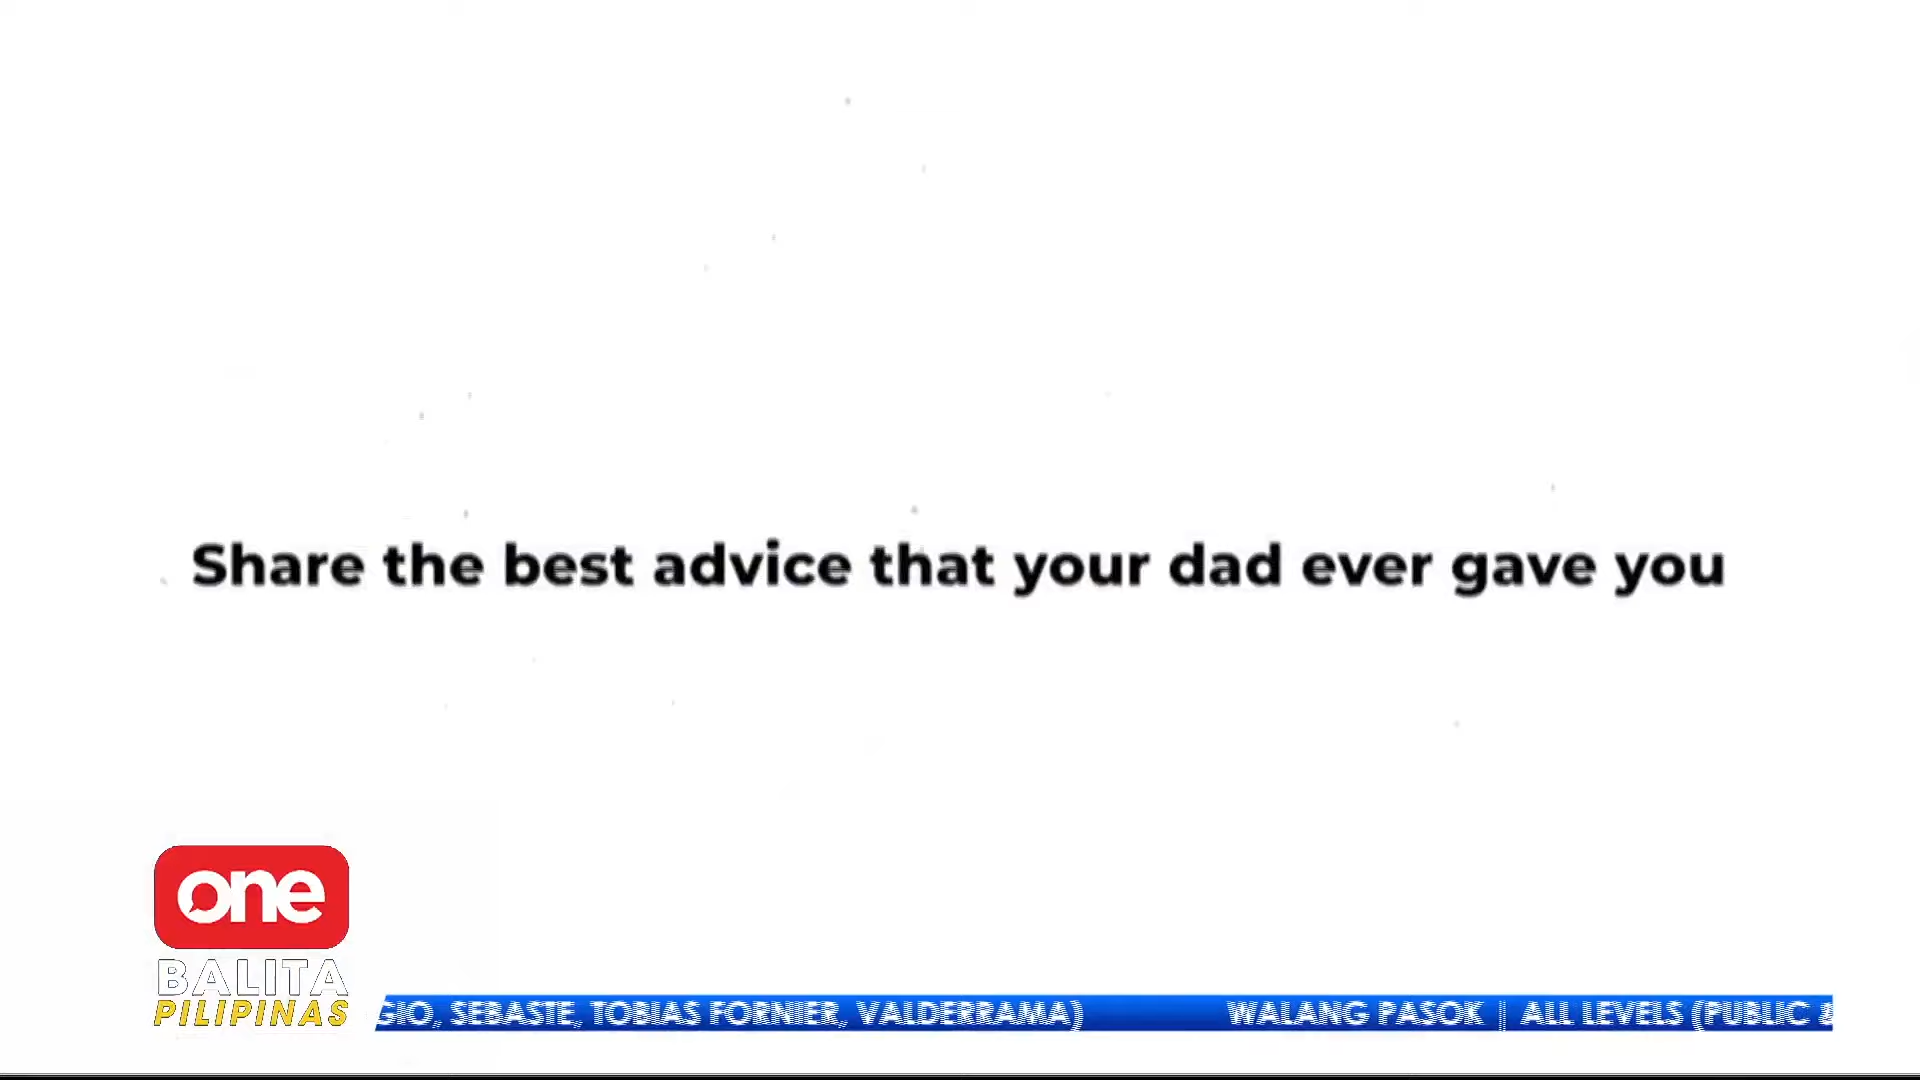 Share the best advice that your dad ever gave you
one
BALITA
PILIPINAS
GIO, SEBASTE, TOBIAS FORNIER, VALDERRAMA) WALANG PASOK || ALL LEVELS (PUBLIC &